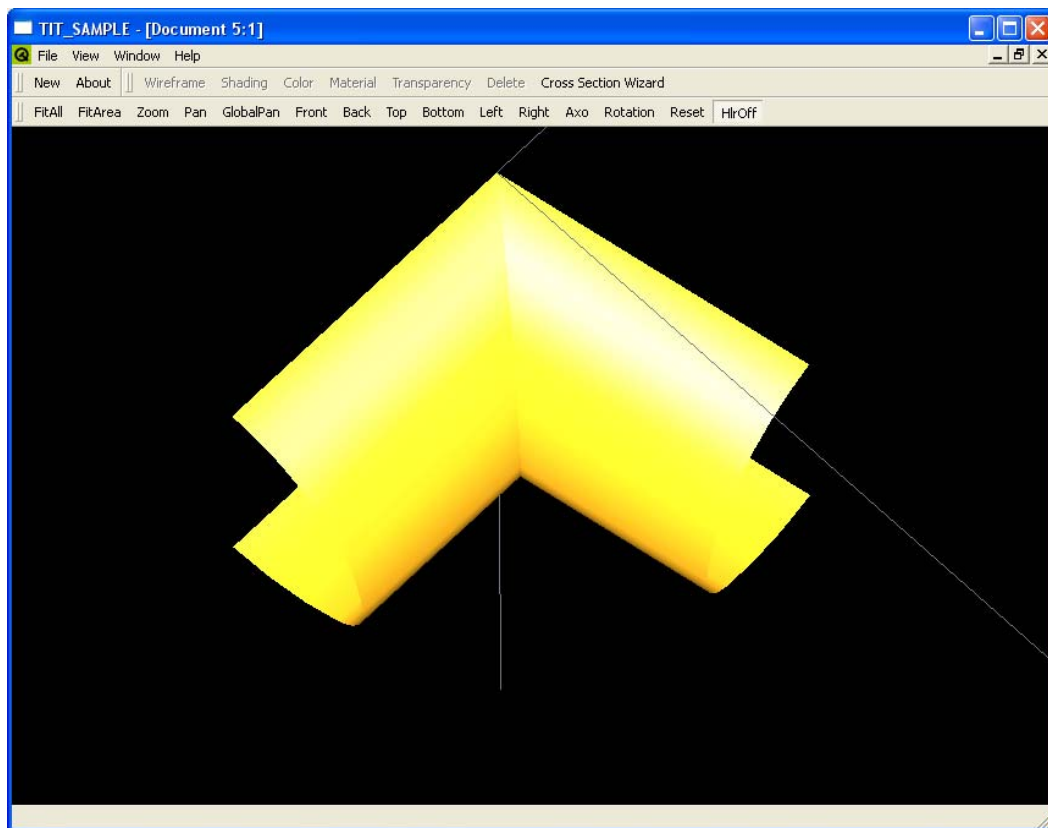 TIT_SAMPLE - [Document 5:1]
File View Window Help
New About Wireframe Shading Color Material Transparency Delete Cross Section Wizard
FitAll FitArea Zoom Pan GlobalPan Front Back Top Bottom Left Right Axo Rotation Reset HlrOff